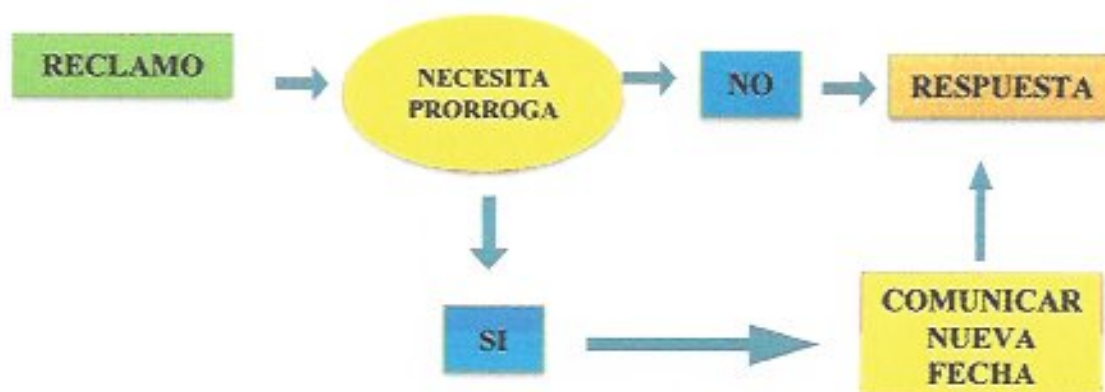 RECLAMO
NECESITA
PRORROGA
NO
RESPUESTA
SI
COMUNICAR
NUEVA
FECHA